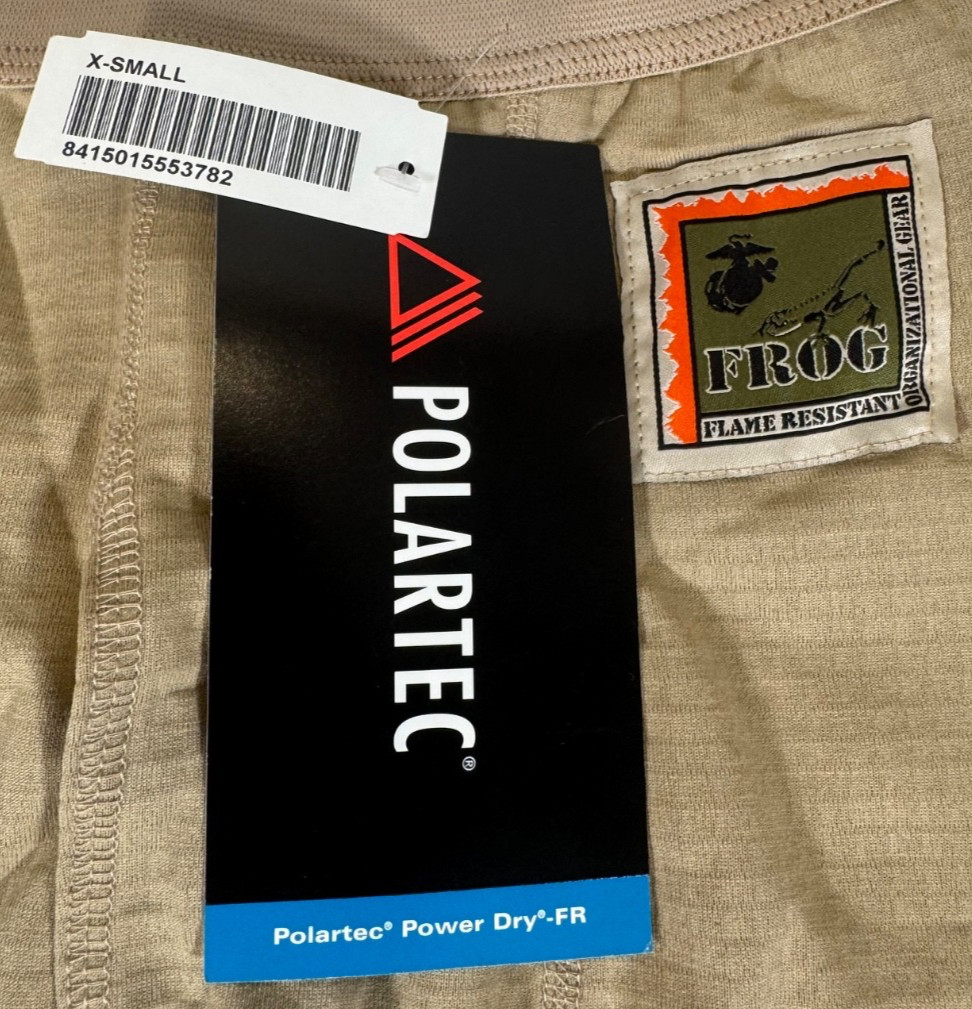 X-SMALL
8415015553782
POLARTEC®
Polartec® Power Dry®-FR
FROG
FLAME RESISTANT
ORGANIZATIONAL GEAR